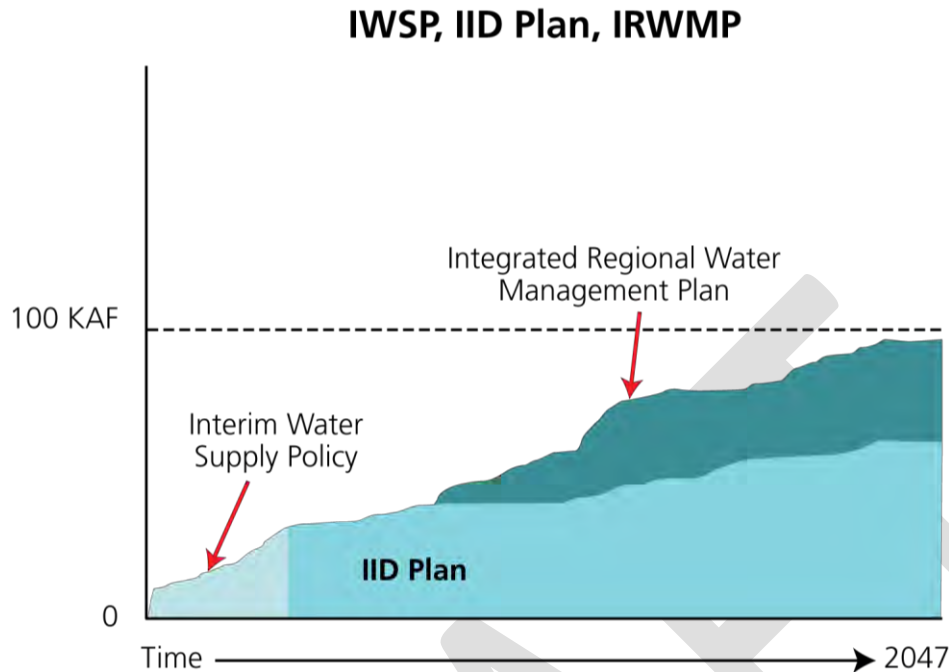 IWSP, IID Plan, IRWMP
Integrated Regional Water
Management Plan
100 KAF
Interim Water
Supply Policy
IID Plan
0
Time
2047